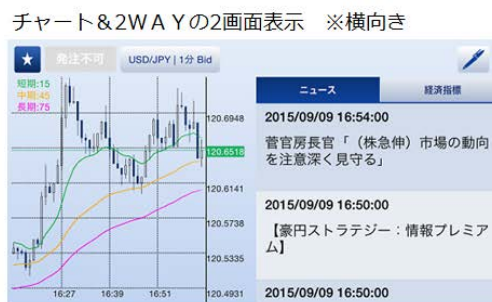 チャート&2WAYの2画面表示　※横向き
★ 発注不可 USD/JPY | 1分 Bid
短期:15
中期:45
長期:75
120.6948
120.6518
120.6141
120.5738
120.5335
120.4931
16:27 16:39 16:51
ニュース 経済指標
2015/09/09 16:54:00
菅官房長官「（株急伸）市場の動向
を注意深く見守る」
2015/09/09 16:50:00
【豪円ストラテジー：情報プレミア
ム】
2015/09/09 16:50:00